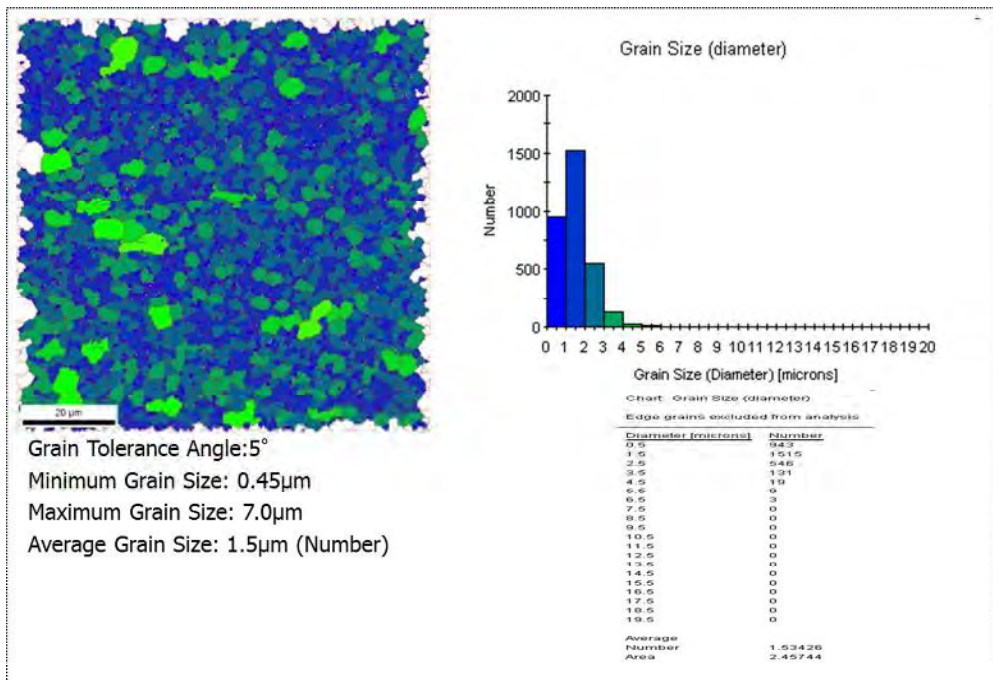 20 µm
Grain Tolerance Angle:5°
Minimum Grain Size: 0.45µm
Maximum Grain Size: 7.0µm
Average Grain Size: 1.5µm (Number)
Grain Size (diameter)
2000
1500
1000
500
0
Number
0 1 2 3 4 5 6 7 8 9 10 11 12 13 14 15 16 17 18 19 20
Grain Size (Diameter) [microns]
Chart: Grain Size (diameter)
Edge grains excluded from analysis
Diameter [microns] Number
0.5 943
1.5 1515
2.5 546
3.5 131
4.5 19
6.5 3
7.5 0
8.5 0
9.5 0
10.5 0
11.5 0
12.5 0
13.5 0
14.5 0
15.5 0
16.5 0
17.5 0
18.5 0
19.5 0
Average
Number 1.53426
Area 2.45744